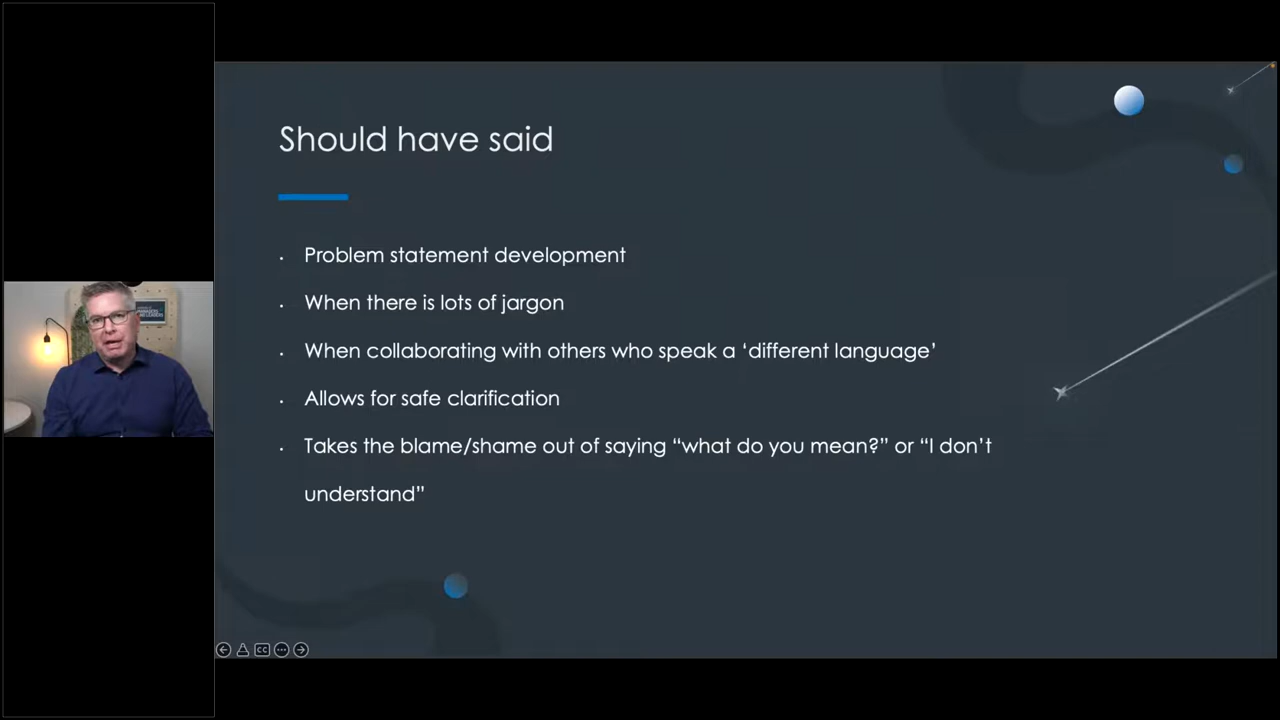 Should have said
Problem statement development
When there is lots of jargon
When collaborating with others who speak a ‘different language’
Allows for safe clarification
Takes the blame/shame out of saying “what do you mean?” or “I don’t
understand”
CC